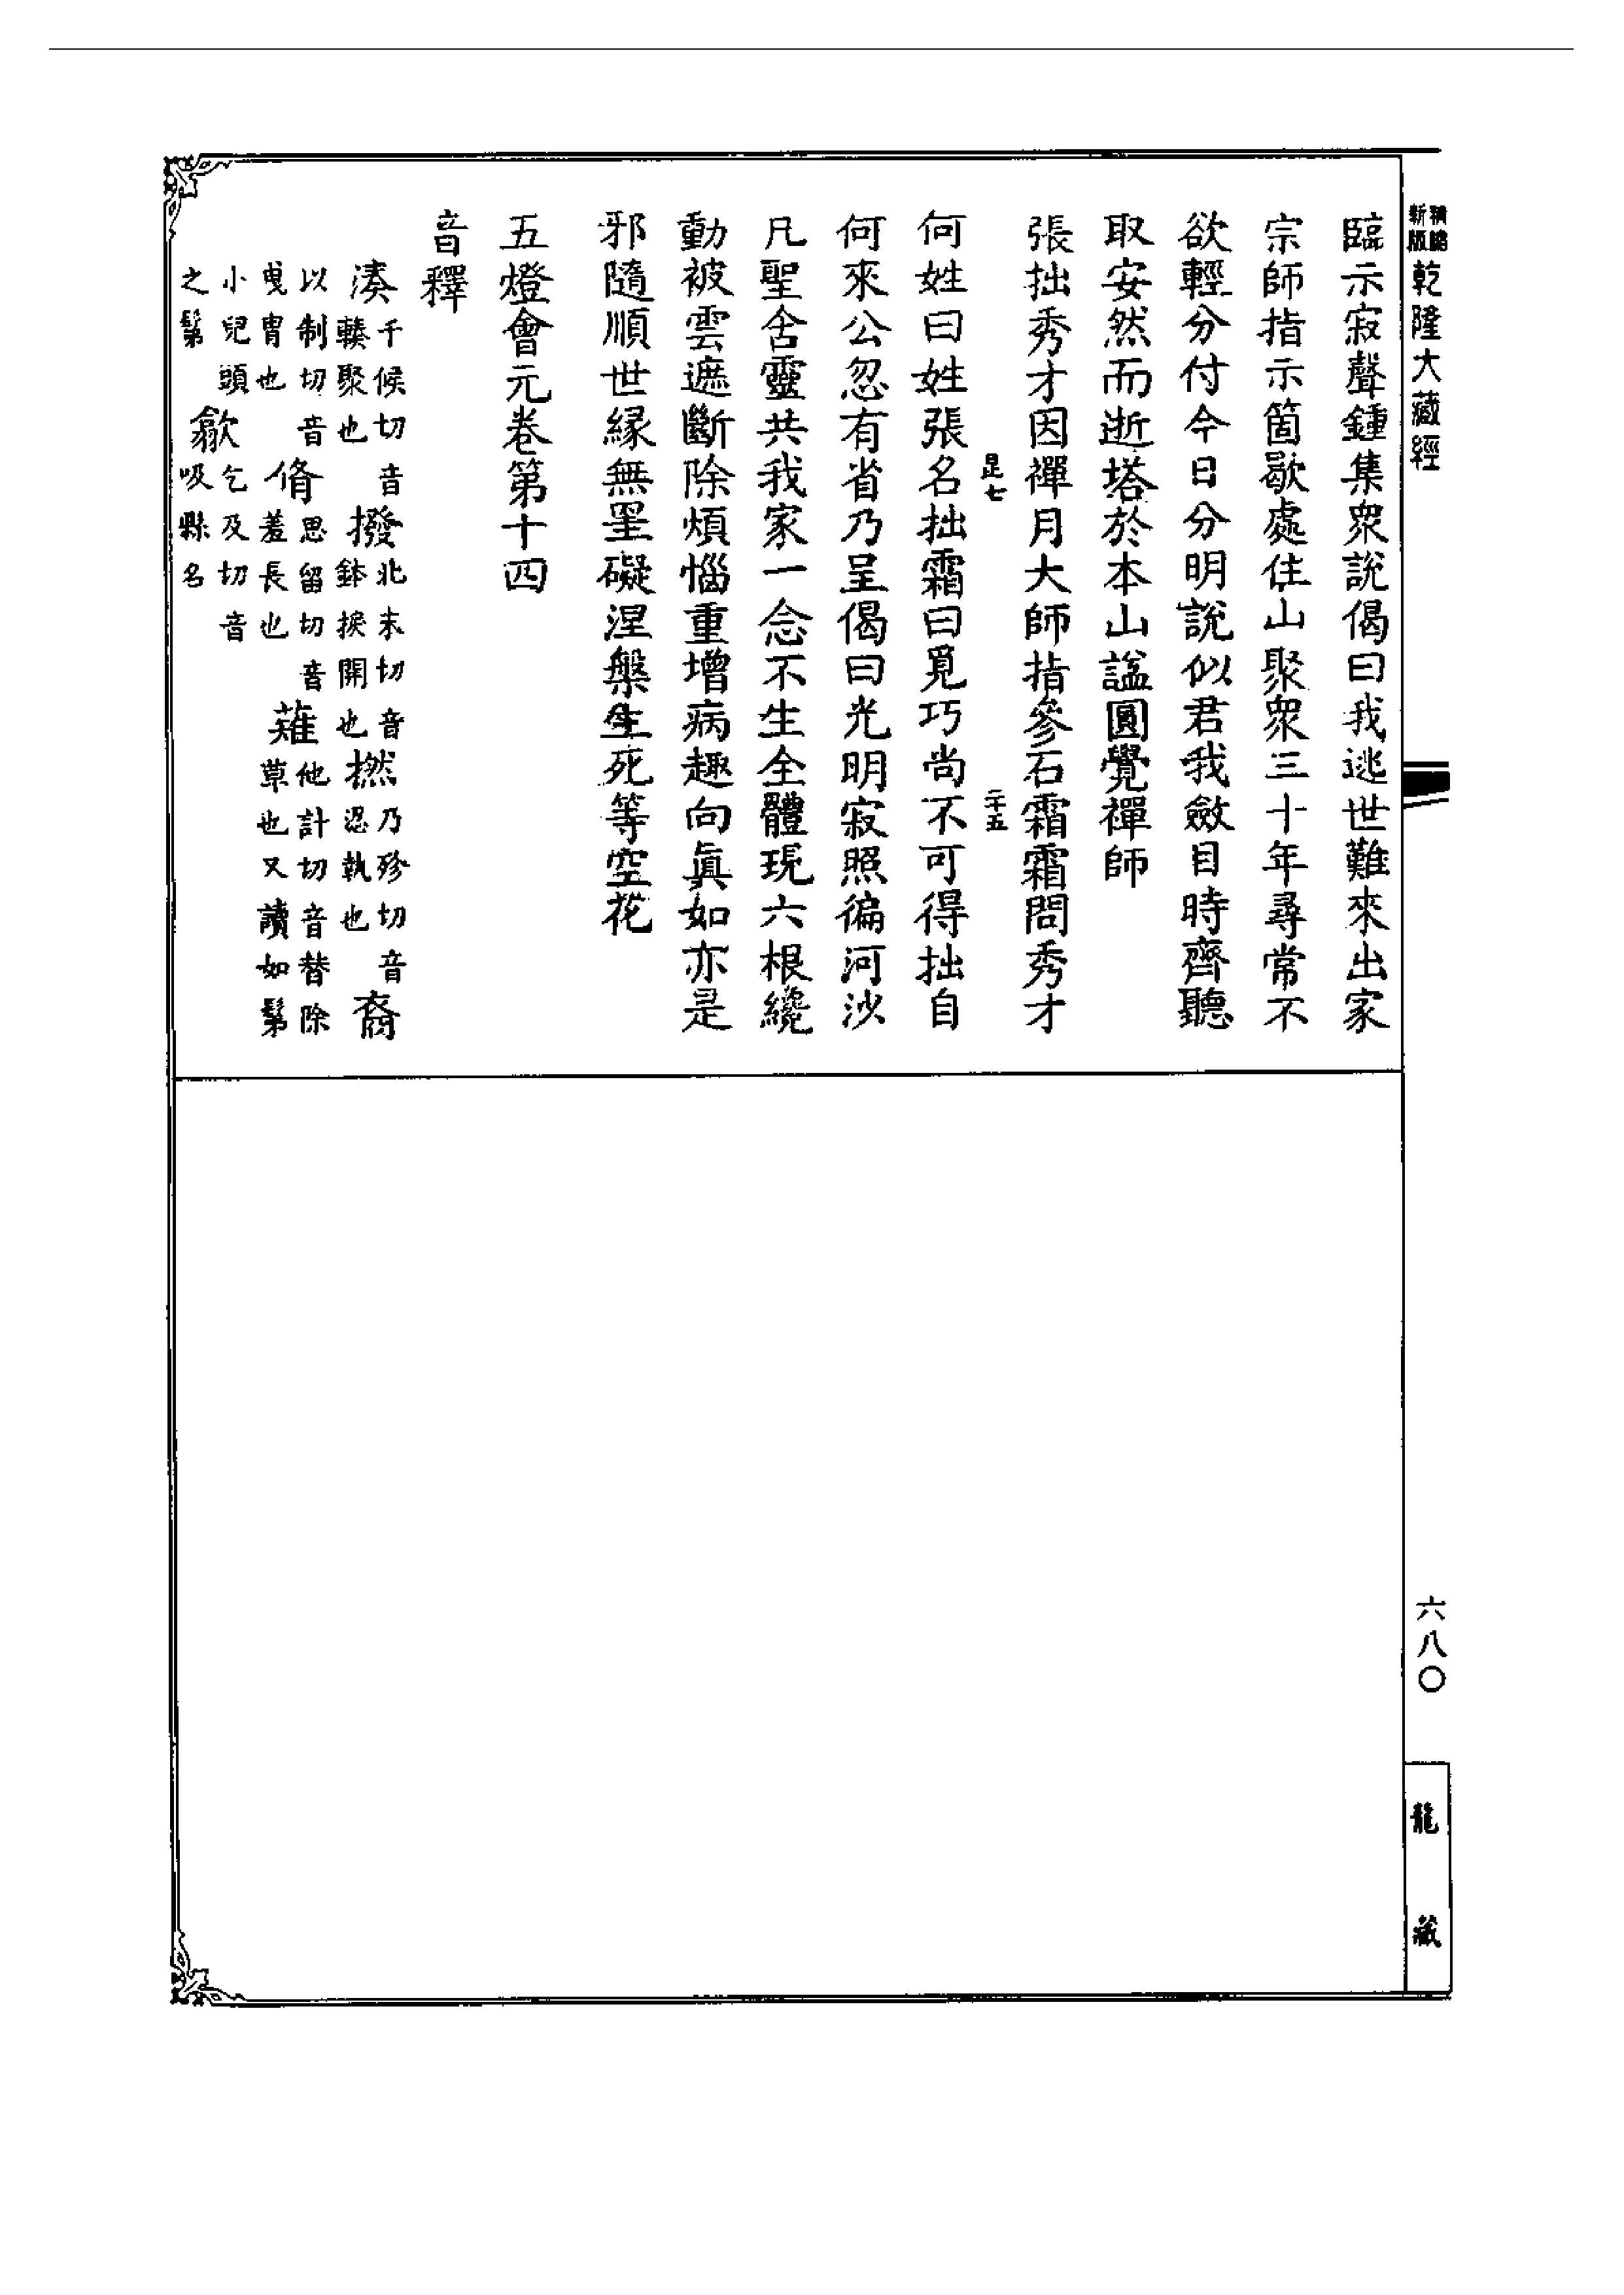 新版 精縮 乾隆大藏經
臨示寂聲鍾集眾說偈曰我逃世難來出家
宗師指示箇歇處住山聚眾三十年尋常不
欲輕分付今日分明說似君我斂目時齊聽
取安然而逝塔於本山諡圓覺禪師
張拙秀才因禪月大師指參石霜霜問秀才
昆七
二十五
何姓曰姓張名拙霜曰覓巧尚不可得拙自
何來公忽有省乃呈偈曰光明寂照徧河沙
凡聖含靈共我家一念不生全體現六根纔
動被雲遮斷除煩惱重增病趣向眞如亦是
邪隨順世緣無罣礙涅槃生死等空花
五燈會元卷第十四
音釋
湊 千候切音輳聚也 撥 北末切音鉢捩開也 撚 乃殄切音涊執也 裔
以制切音曳冑也 脩 思留切音羞長也 薙 他計切音替除草也又讀如髴
小兒頭之髴 歙 乞及切音吸縣名
六八〇
龍藏